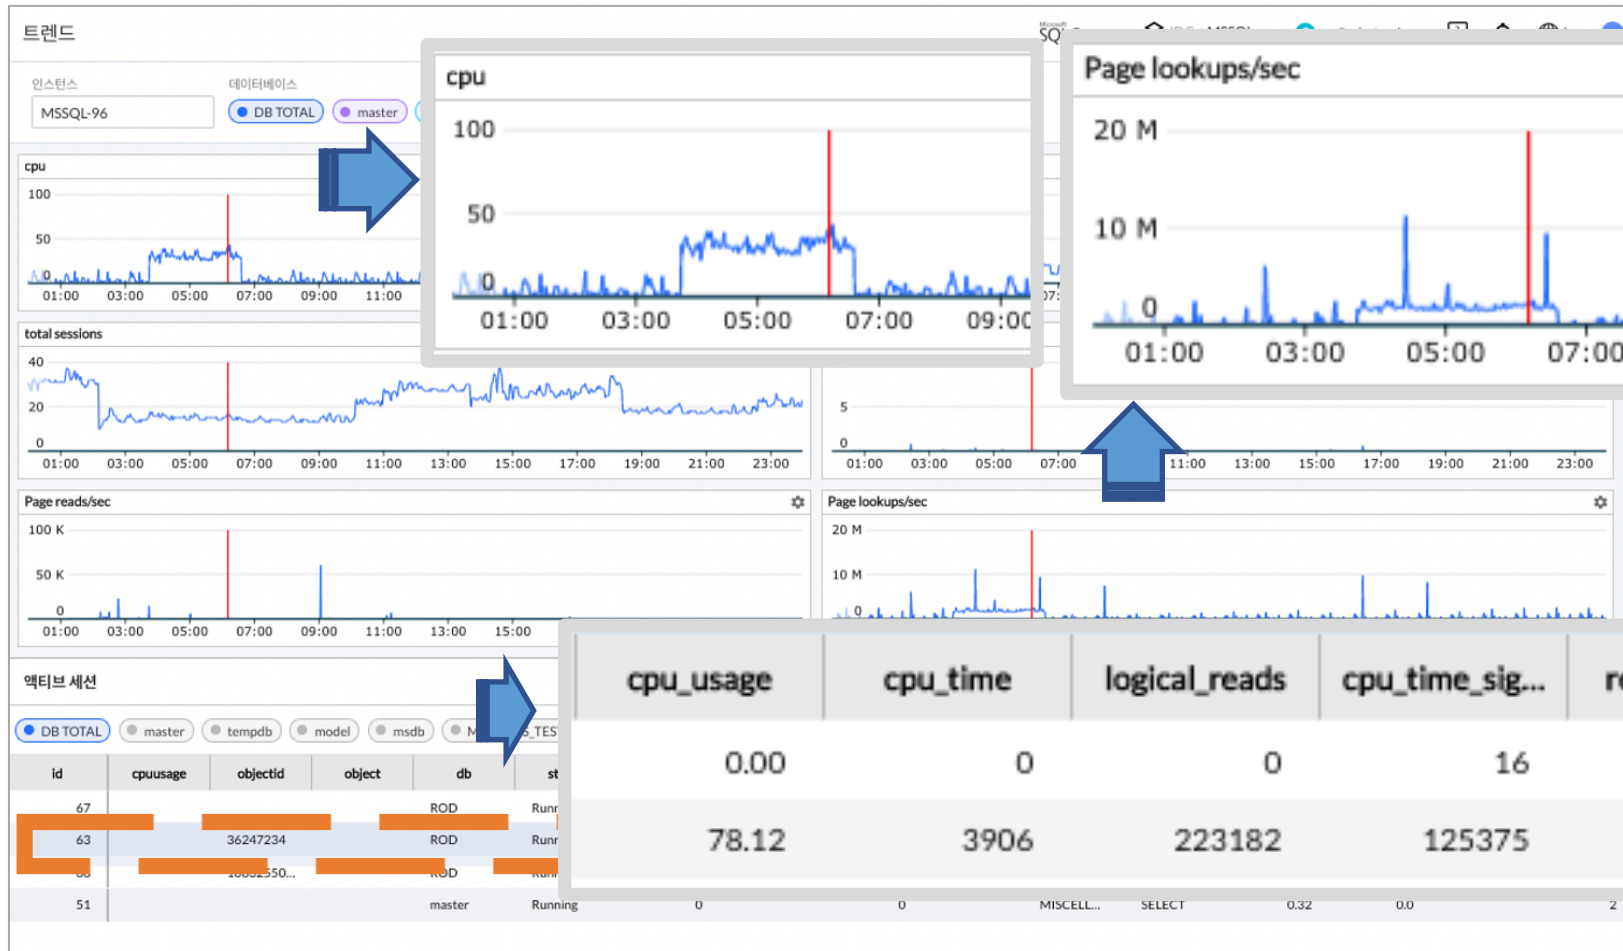 트렌드
인스턴스
데이터베이스
MSSQL-96
DB TOTAL
master
cpu
100
50
0
01:00 03:00 05:00 07:00 09:00 11:00
cpu
100
50
0
01:00 03:00 05:00 07:00 09:00
Page lookups/sec
20 M
10 M
0
01:00 03:00 05:00 07:00
total sessions
40
20
0
01:00 03:00 05:00 07:00 09:00 11:00 13:00 15:00 17:00 19:00 21:00 23:00
5
0
01:00 03:00 05:00 07:00 11:00 13:00 15:00 17:00 19:00 21:00 23:00
Page reads/sec
100 K
50 K
0
01:00 03:00 05:00 07:00 09:00 11:00 13:00 15:00
Page lookups/sec
20 M
10 M
0
액티브 세션
DB TOTAL
master
tempdb
model
msdb
id cpuusage objectid object db
67 ROD
63 36247234 ROD
ROD
51 master Running 0 0 MISCELL... SELECT 0.32 0.0 2
cpu_usage cpu_time logical_reads cpu_time_sig...
0.00 0 0 16
78.12 3906 223182 125375